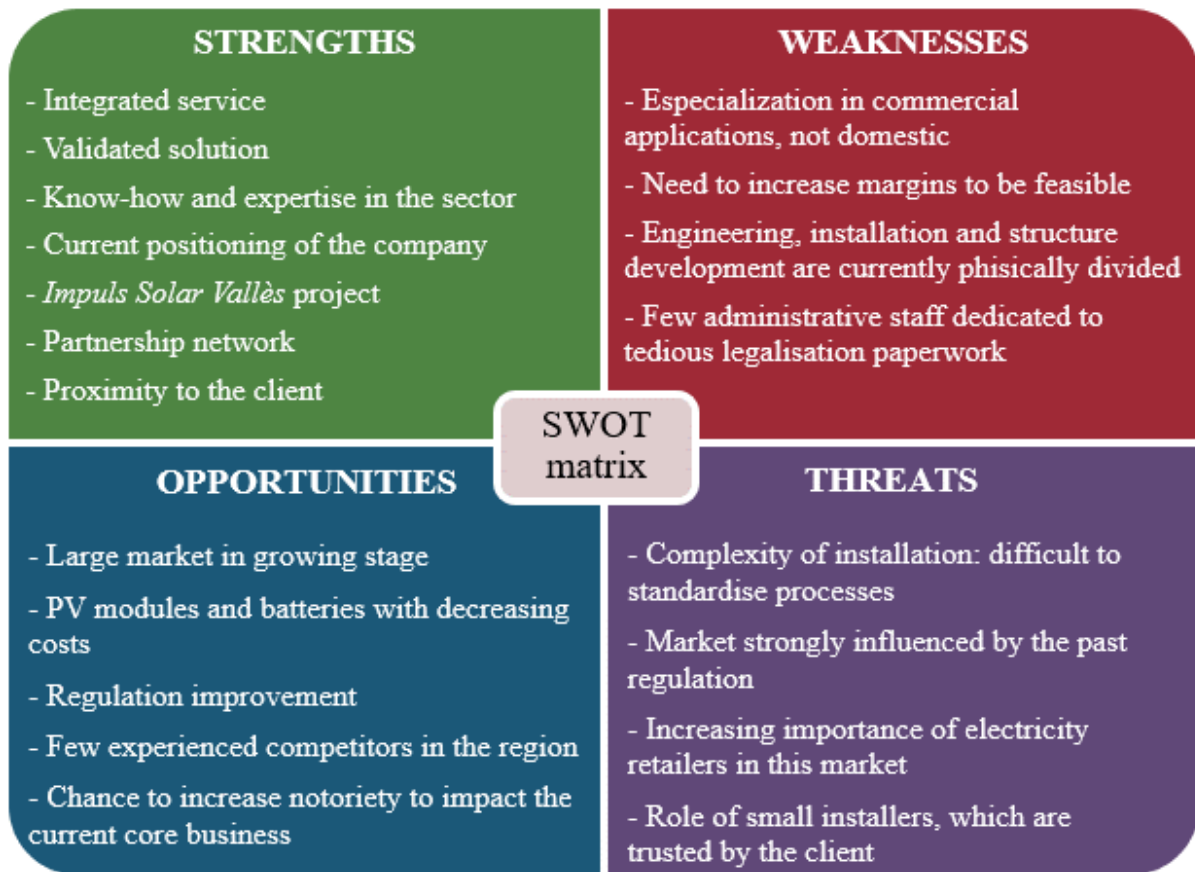 STRENGTHS
- Integrated service
- Validated solution
- Know-how and expertise in the sector
- Current positioning of the company
- Impuls Solar Vallès project
- Partnership network
- Proximity to the client
WEAKNESSES
- Especialization in commercial
applications, not domestic
- Need to increase margins to be feasible
- Engineering, installation and structure
development are currently phisically divided
- Few administrative staff dedicated to
tedious legalisation paperwork
SWOT
matrix
OPPORTUNITIES
- Large market in growing stage
- PV modules and batteries with decreasing
costs
- Regulation improvement
- Few experienced competitors in the region
- Chance to increase notoriety to impact the
current core business
THREATS
- Complexity of installation: difficult to
standardise processes
- Market strongly influenced by the past
regulation
- Increasing importance of electricity
retailers in this market
- Role of small installers, which are
trusted by the client